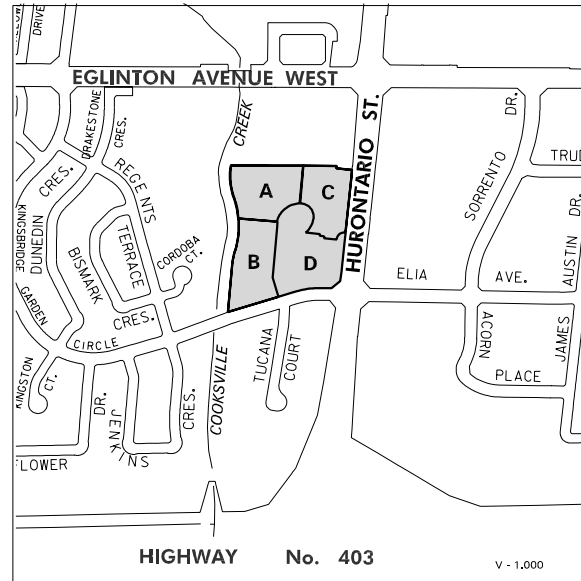 DRIVE
EGLINTON AVENUE WEST
HURONTARIO ST.
CREEK
DRAKESTONE
CRES.
REGENTS
TERRACE
CRES.
KINGSBRIDGE
DUNEDIN
BISMARK
CRES.
GARDEN
CIRCLE
CORDOBA
CT.
A
C
B
D
SORRENTO
DR.
TRUD
AUSTIN
DR.
ELIA
AVE.
ACORN
PLACE
JAMES
CT.
DR.
JENKINS
CRES.
COOKSVILLE
TUCANA
COURT
FLOWER
HIGHWAY No. 403
V - 1.000